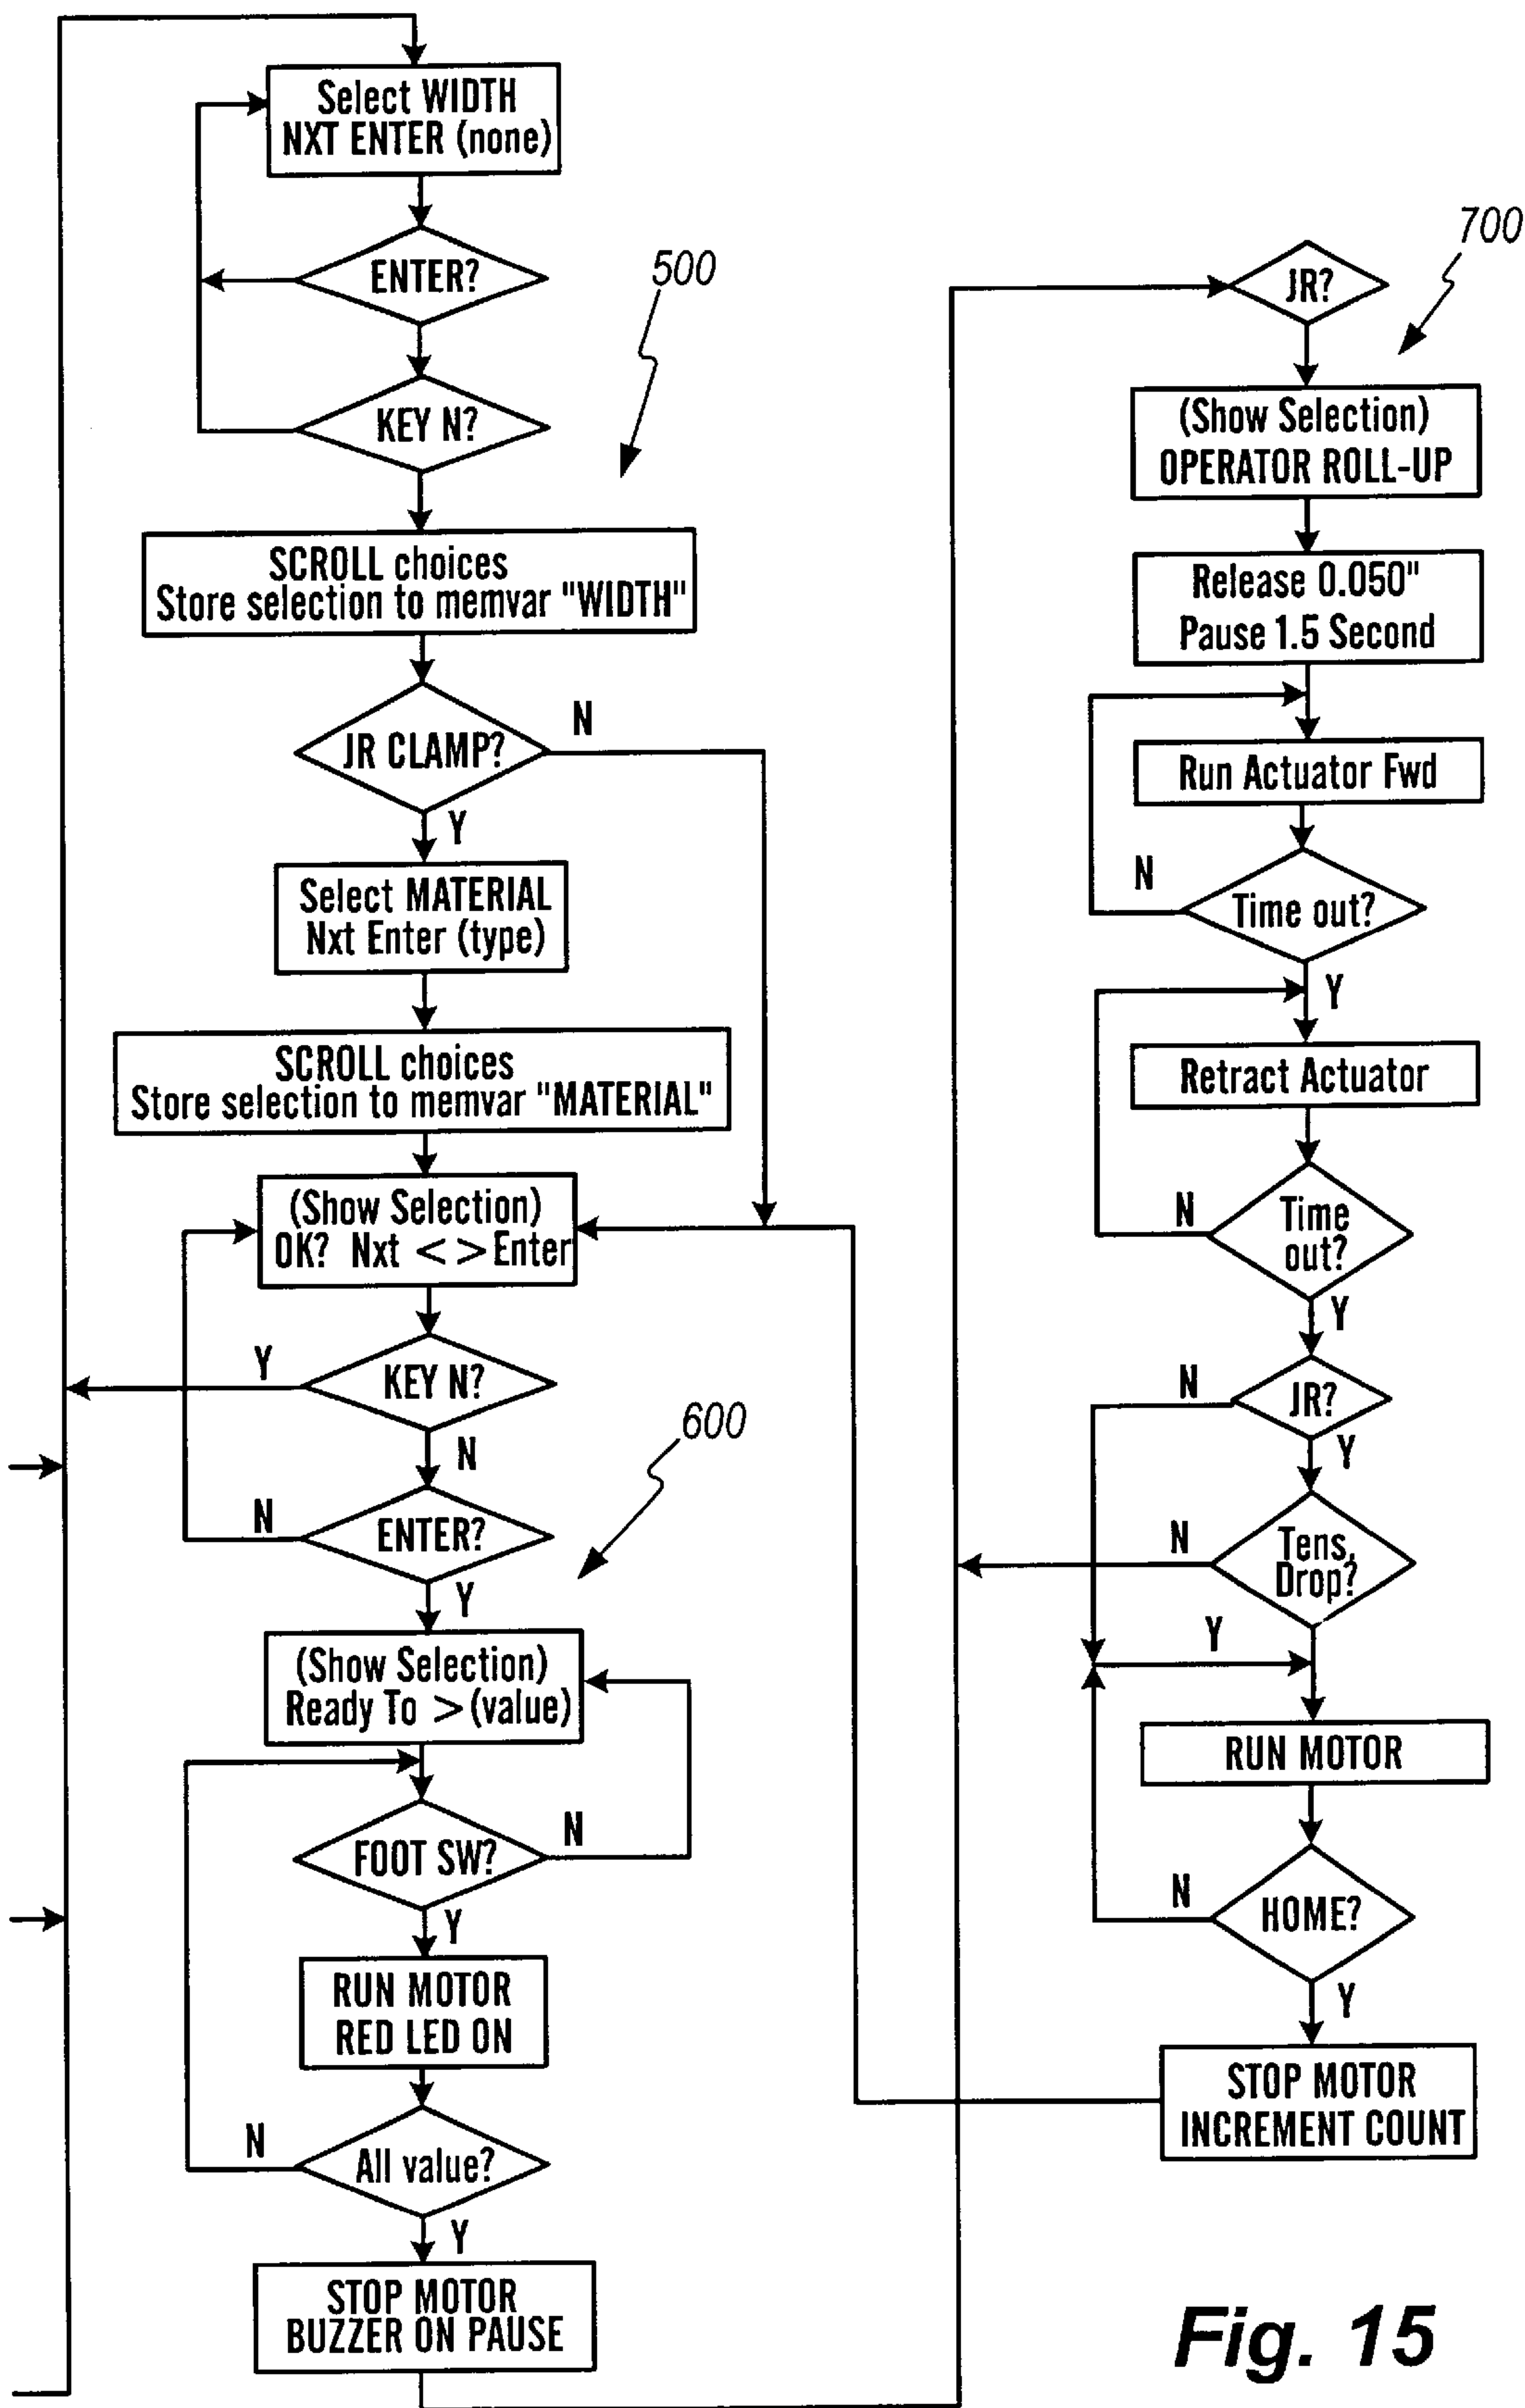 Select WIDTH
NXT ENTER (none)
ENTER?
500
KEY N?
SCROLL choices
Store selection to memvar "WIDTH"
JR CLAMP?
N
Y
Select MATERIAL
Nxt Enter (type)
SCROLL choices
Store selection to memvar "MATERIAL"
(Show Selection)
OK? Nxt < > Enter
Y
KEY N?
N
600
N
ENTER?
Y
(Show Selection)
Ready To > (value)
FOOT SW?
N
Y
RUN MOTOR
RED LED ON
N
All value?
Y
STOP MOTOR
BUZZER ON PAUSE
700
JR?
(Show Selection)
OPERATOR ROLL-UP
Release 0.050"
Pause 1.5 Second
Run Actuator Fwd
N
Time out?
Y
Retract Actuator
N
Time
out?
Y
N
JR?
Y
N
Tens,
Drop?
Y
RUN MOTOR
N
HOME?
Y
STOP MOTOR
INCREMENT COUNT
Fig. 15